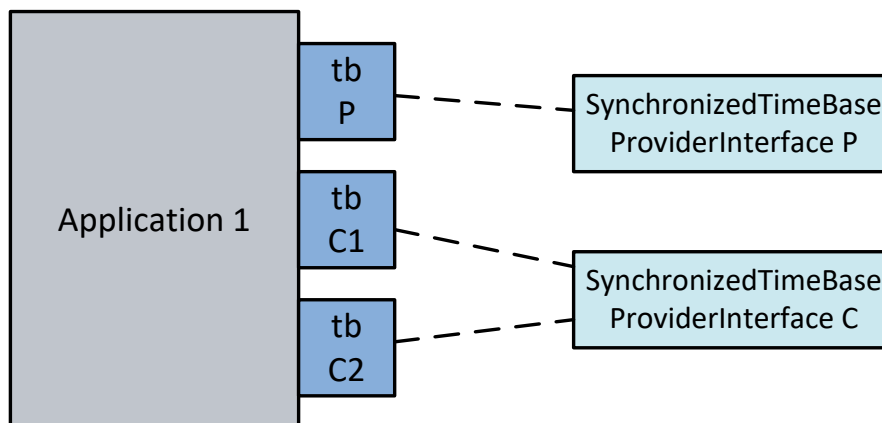 Application 1
tb
P
tb
C1
tb
C2
SynchronizedTimeBase
ProviderInterface P
SynchronizedTimeBase
ProviderInterface C